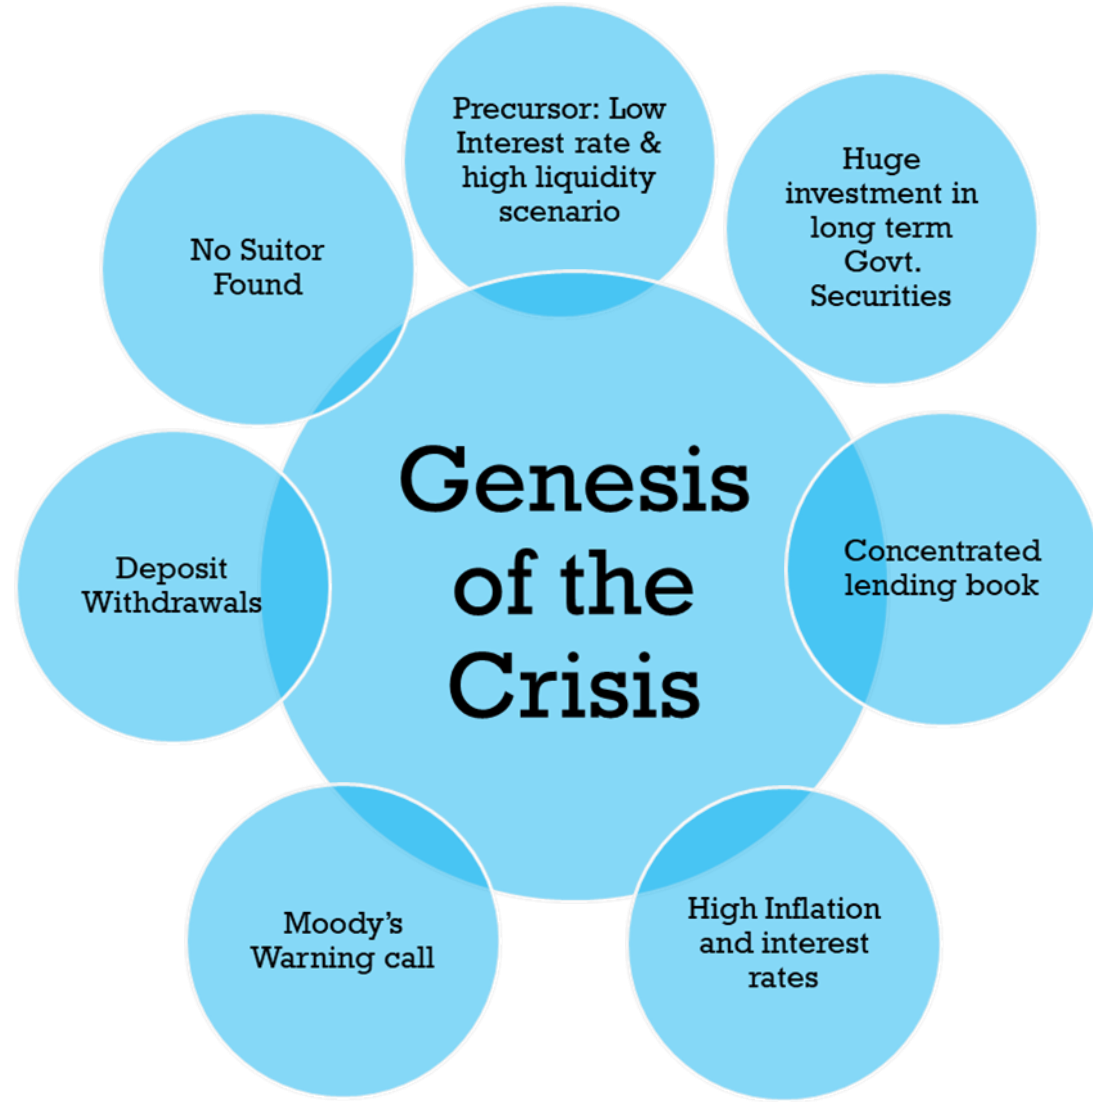 Precursor: Low
Interest rate &
high liquidity
scenario
Huge
investment in
long term
Govt.
Securities
Concentrated
lending book
High Inflation
and interest
rates
Moody’s
Warning call
Deposit
Withdrawals
No Suitor
Found
Genesis
of the
Crisis